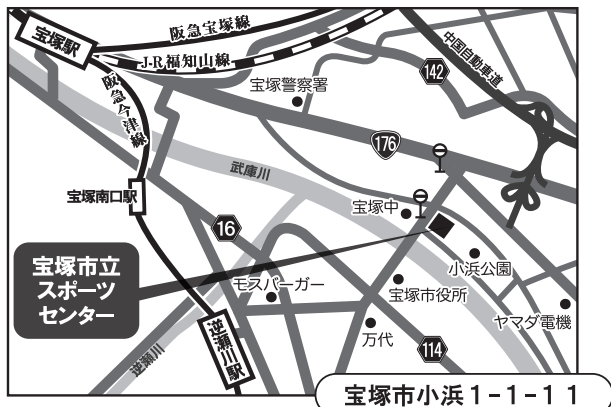 宝塚駅
阪急宝塚線
J・R福知山線
阪急今津線
中国自動車道
142
宝塚警察署
176
武庫川
宝塚南口駅
宝塚中
16
宝塚市立
スポーツ
センター
小浜公園
モスバーガー
宝塚市役所
ヤマダ電機
万代
逆瀬川駅
逆瀬川
114
宝塚市小浜1-1-11